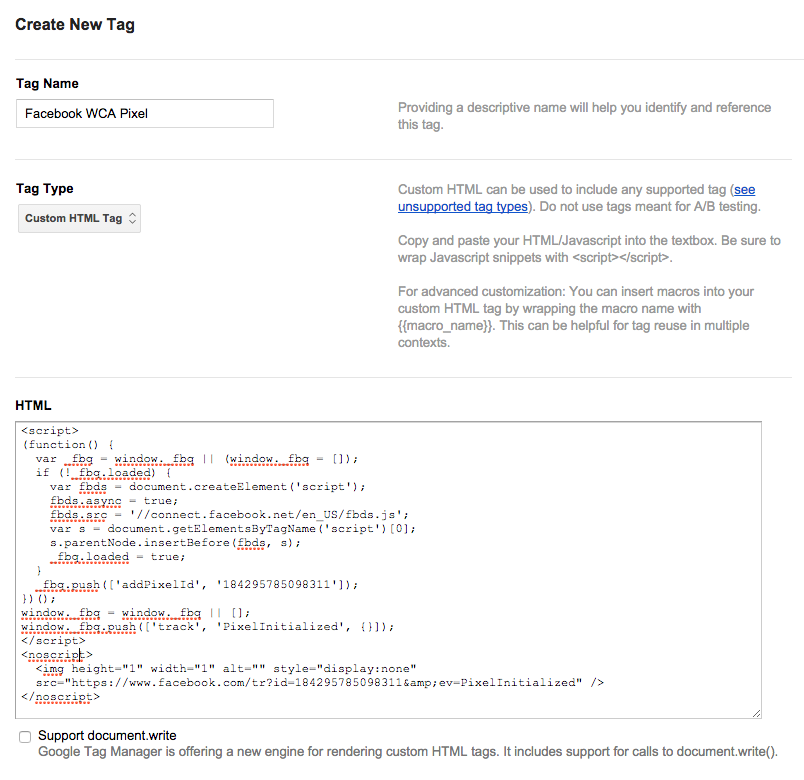 Create New Tag
Tag Name
Facebook WCA Pixel
Providing a descriptive name will help you identify and reference
this tag.
Tag Type
Custom HTML Tag
Custom HTML can be used to include any supported tag (see
unsupported tag types). Do not use tags meant for A/B testing.
Copy and paste your HTML/Javascript into the textbox. Be sure to
wrap Javascript snippets with <script></script>.
For advanced customization: You can insert macros into your
custom HTML tag by wrapping the macro name with
{{macro_name}}. This can be helpful for tag reuse in multiple
contexts.
HTML
<script>
(function() {
  var _fbq = window._fbq || (window._fbq = []);
  if (!_fbq.loaded) {
    var fbds = document.createElement('script');
    fbds.async = true;
    fbds.src = '//connect.facebook.net/en_US/fbds.js';
    var s = document.getElementsByTagName('script')[0];
    s.parentNode.insertBefore(fbds, s);
    _fbq.loaded = true;
  }
  _fbq.push(['addPixelId', '184295785098311']);
})();
window._fbq = window._fbq || [];
window._fbq.push(['track', 'PixelInitialized', {}]);
</script>
<noscript>
  <img height="1" width="1" alt="" style="display:none"
  src="https://www.facebook.com/tr?id=184295785098311&amp;ev=PixelInitialized" />
</noscript>
Support document.write
Google Tag Manager is offering a new engine for rendering custom HTML tags. It includes support for calls to document.write().